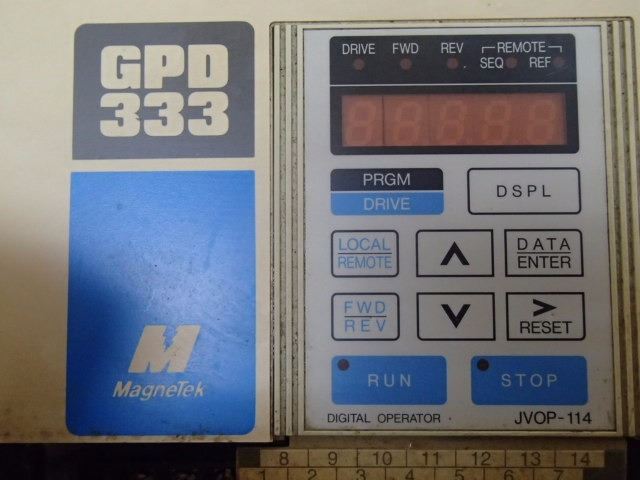 GPD
333
DRIVE FWD REV REMOTE
SEQ REF
PRGM
DRIVE
DSPL
LOCAL
REMOTE
DATA
ENTER
FWD
REV
>
RESET
RUN
STOP
MagneTek
DIGITAL OPERATOR JVOP-114
8 9 10 11 12 13 14
1 2 3 4 5 6 7